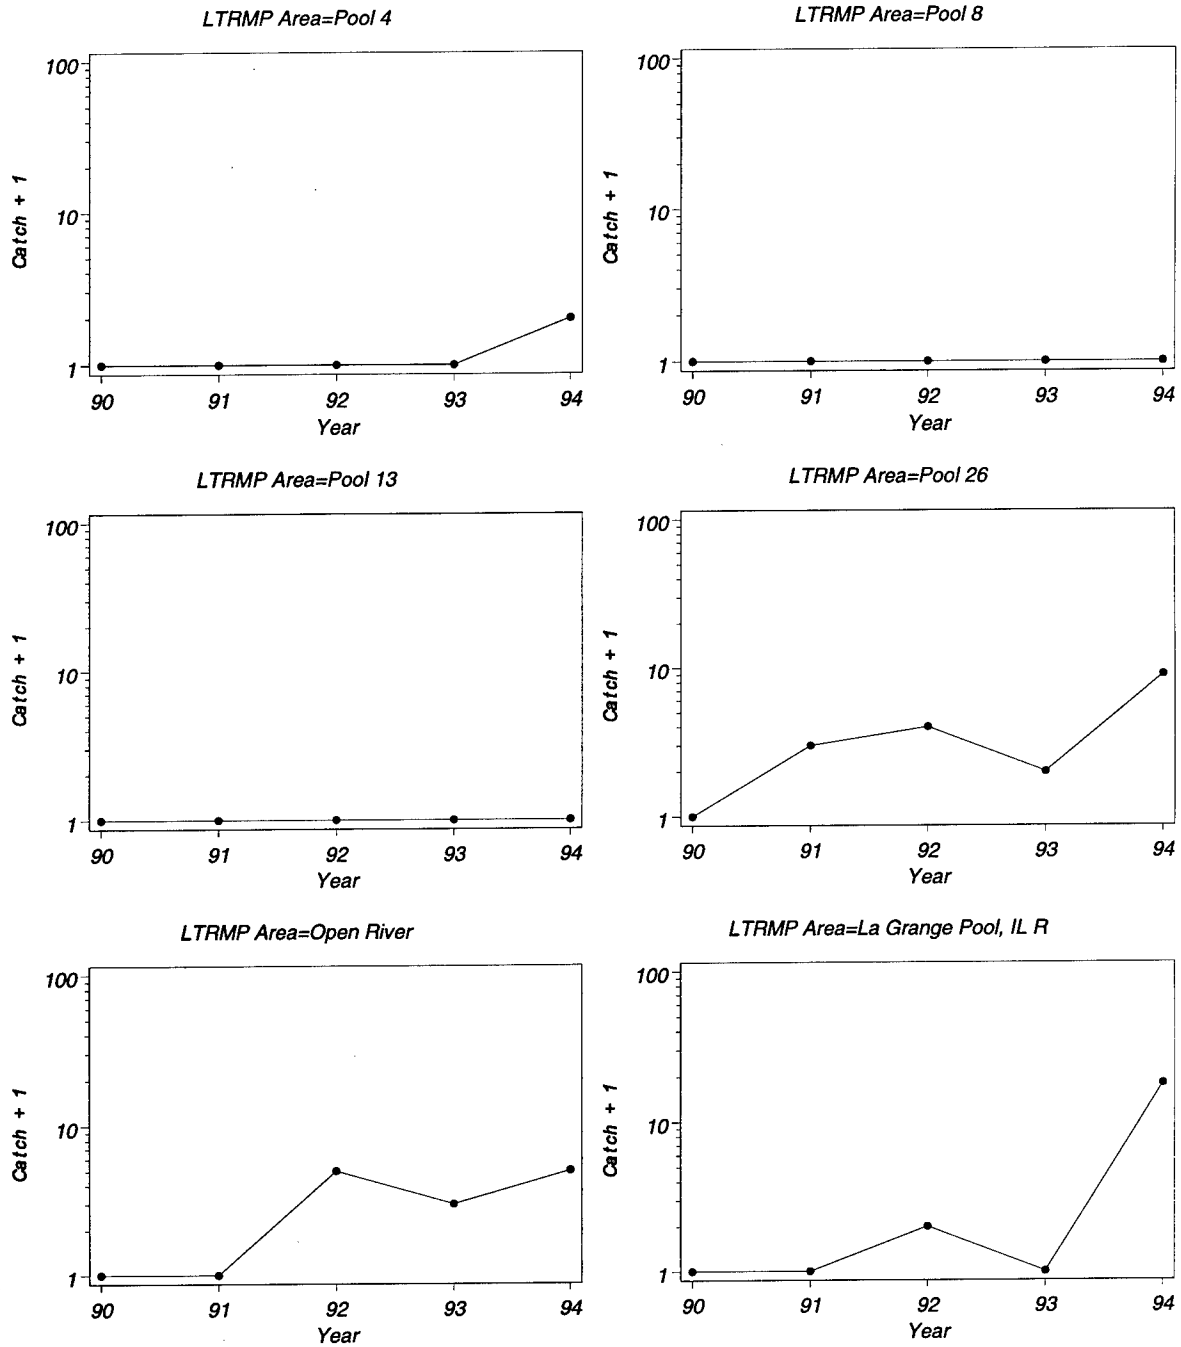 LTRMP Area=Pool 4
100
10
1
Catch + 1
90 91 92 93 94
Year
LTRMP Area=Pool 8
100
10
1
Catch + 1
90 91 92 93 94
Year
LTRMP Area=Pool 13
100
10
1
Catch + 1
90 91 92 93 94
Year
LTRMP Area=Pool 26
100
10
1
Catch + 1
90 91 92 93 94
Year
LTRMP Area=Open River
100
10
1
Catch + 1
90 91 92 93 94
Year
LTRMP Area=La Grange Pool, IL R
100
10
1
Catch + 1
90 91 92 93 94
Year